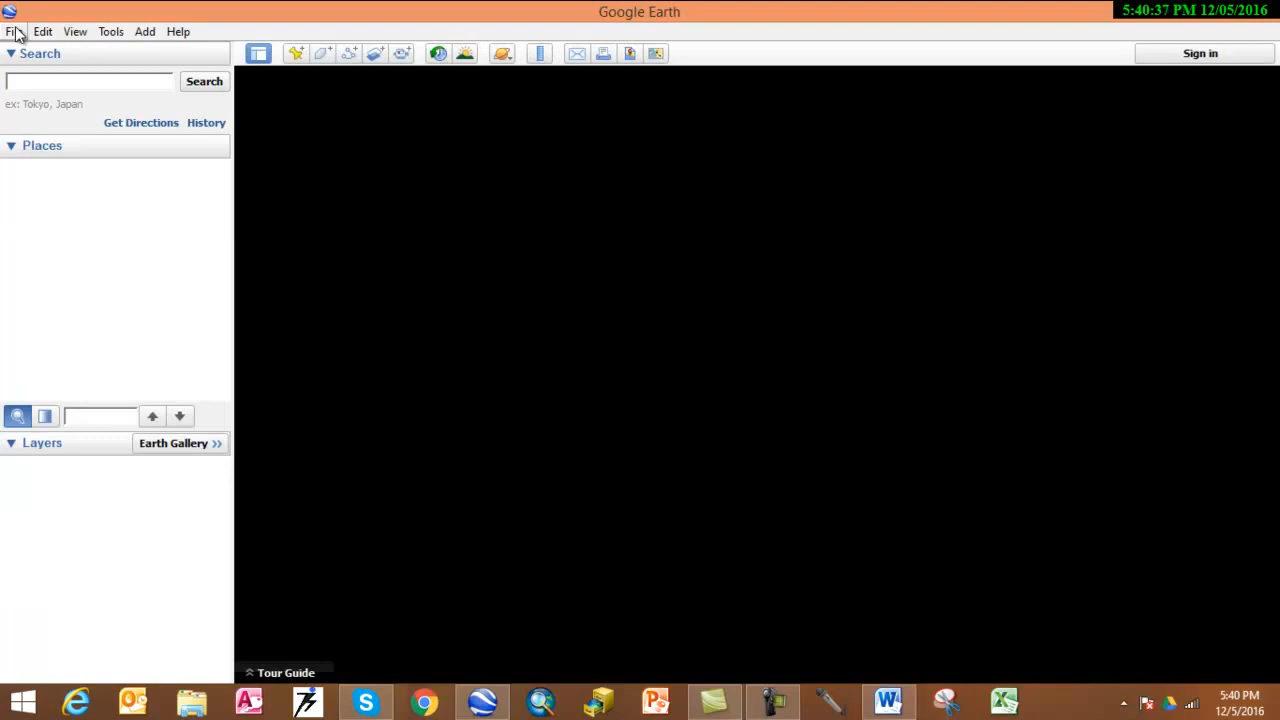 Google Earth
5:40:37 PM 12/05/2016
Edit View Tools Add Help
Search
Sign in
Search
ex: Tokyo, Japan
Get Directions History
Places
Layers
Earth Gallery >>
Tour Guide
5:40 PM
12/5/2016